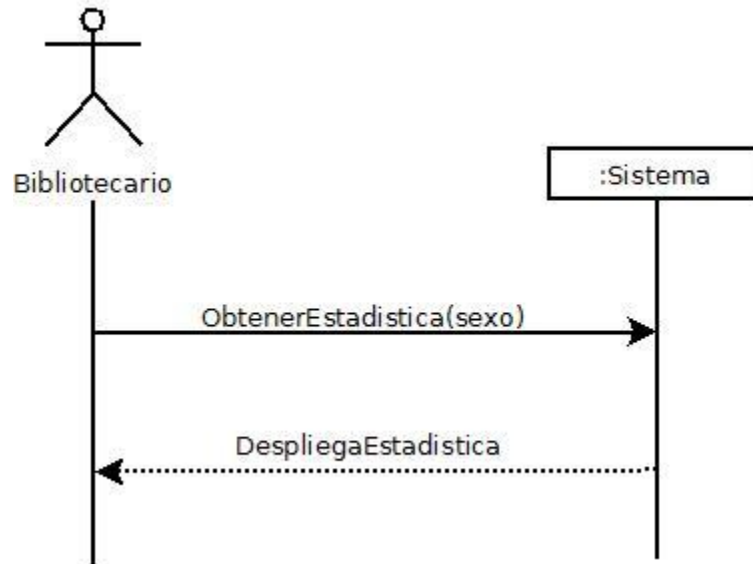 Bibliotecario
:Sistema
ObtenerEstadistica(sexo)
DespliegaEstadistica